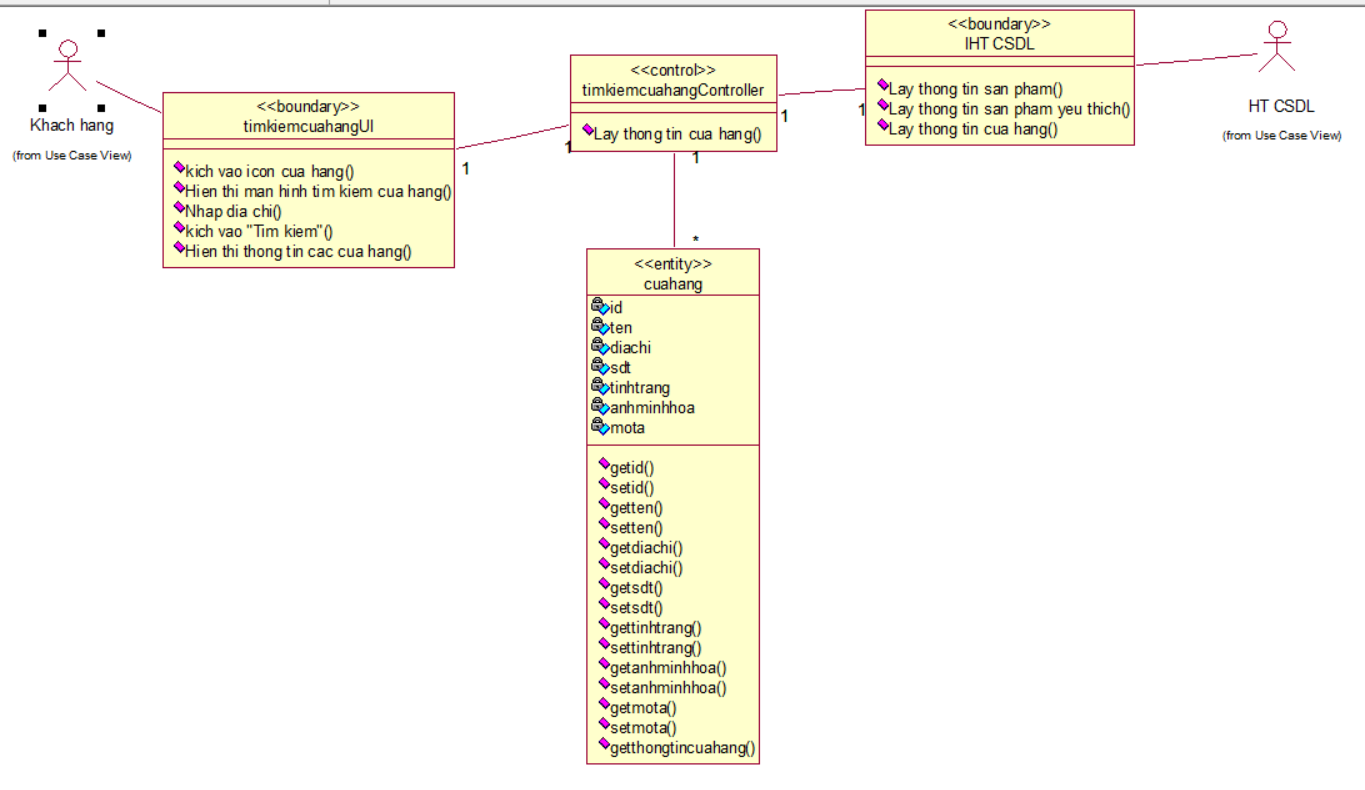 Khach hang
(from Use Case View)
<<boundary>>
timkiemcuahangUI
kich vao icon cua hang()
Hien thi man hinh tim kiem cua hang()
Nhap dia chi()
kich vao "Tim kiem"()
Hien thi thong tin cac cua hang()
1
1
<<control>>
timkiemcuahangController
Lay thong tin cua hang()
1
1
1
*
<<boundary>>
IHT CSDL
Lay thong tin san pham()
Lay thong tin san pham yeu thich()
Lay thong tin cua hang()
HT CSDL
(from Use Case View)
<<entity>>
cuahang
id
ten
diachi
sdt
tinhtrang
anhminhhoa
mota
getid()
setid()
getten()
setten()
getdiachi()
setdiachi()
getsdt()
setsdt()
gettinhtrang()
settinhtrang()
getanhminhhoa()
setanhminhhoa()
getmota()
setmota()
getthongtincuahang()